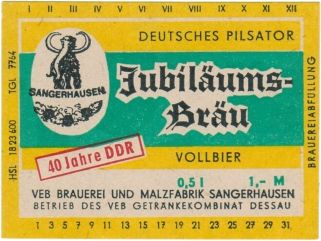 I II III IV V VI VII VIII IX X XI XII
DEUTSCHES PILSATOR
SANGERHAUSEN
Jubiläums-
Bräu
40 Jahre DDR
VOLLBIER
0,5 l 1,- M
VEB BRAUEREI UND MALZFABRIK SANGERHAUSEN
BETRIEB DES VEB GETRÄNKEKOMBINAT DESSAU
1 3 5 7 9 11 13 15 17 19 21 23 25 27 29 31
HSL 1823600 TGL 7764
BRAUEREIABFÜLLUNG